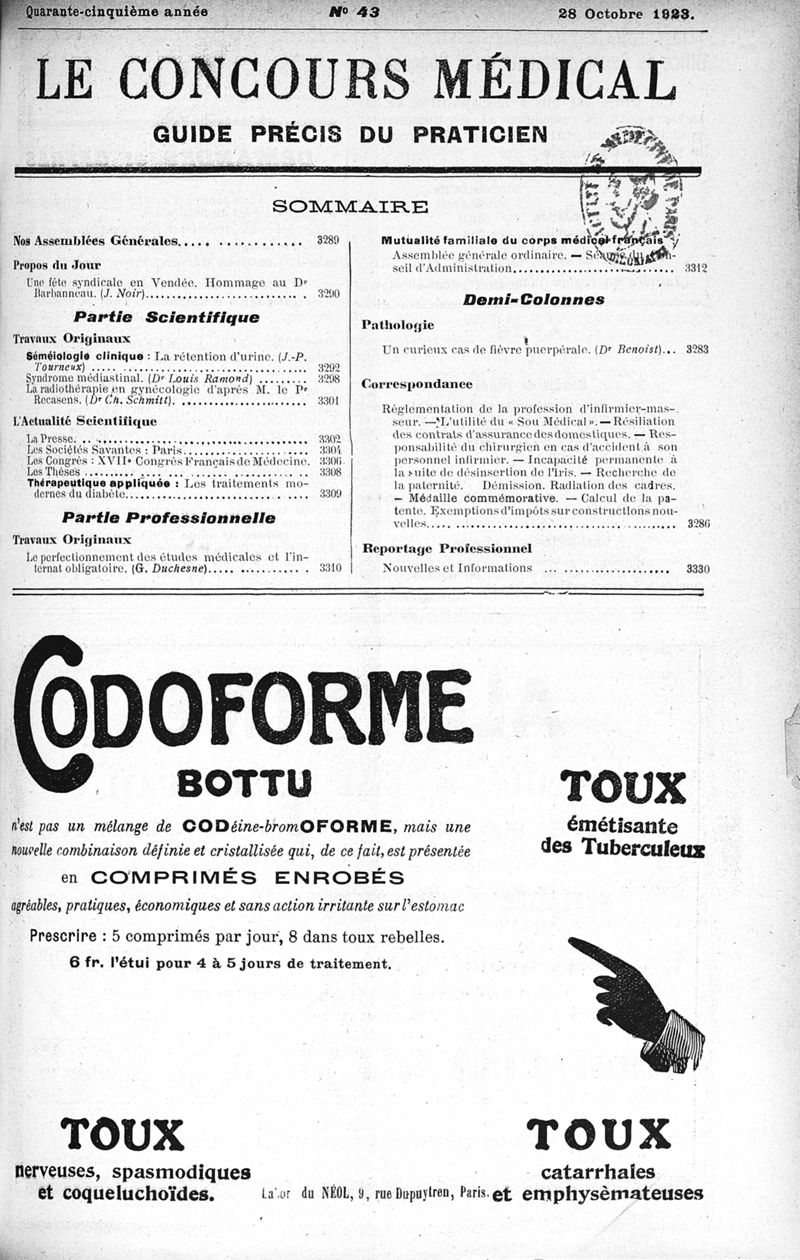 Quarante-cinquième année
No 43
28 Octobre 1923.
LE CONCOURS MÉDICAL
GUIDE PRÉCIS DU PRATICIEN
SOMMAIRE
Nos Assemblées Générales..... ............ 3289
Propos du Jour
Une fête syndicale en Vendée. Hommage au Dr
Barbanneau. (J. Noir)........................... 3290
Partie Scientifique
Travaux Originaux
Séméiologie clinique : La rétention d'urine. (J.-P.
Tourneux) .................................... 3292
Syndrome médiastinal. (Dr Louis Ramond) ......... 3298
La radiothérapie en gynécologie d'après M. le Pr
Recasens. (Dr Ch. Schmitt). .................... 3301
L'Actualité Scientifique
La Presse. .................................... 3302
Les Sociétés Savantes : Paris.................... 3304
Les Congrès : XVIIe Congrès Français de Médecine. 3306
Les Thèses .................................... 3308
Thérapeutique appliquée : Les traitements mo-
dernes du diabète............................ 3309
Partie Professionnelle
Travaux Originaux
Le perfectionnement des études médicales et l'in-
ternat obligatoire. (G. Duchesne)..... ......... . 3310
Mutualité familiale du corps médical français
Assemblée générale ordinaire. — Séance du Con-
seil d'Administration........................... 3312
Demi-Colonnes
Pathologie
Un curieux cas de fièvre puerpérale. (Dr Benoist)... 3283
Correspondance
Réglementation de la profession d'infirmier-mas-
seur. — L'utilité du « Sou Médical ». — Résiliation
des contrats d'assurance des domestiques. — Res-
ponsabilité du chirurgien en cas d'accident à son
personnel infirmier. — Incapacité permanente à
la suite de désinsertion de l'iris. — Recherche de
la paternité. Démission. Radiation des cadres.
— Médaille commémorative. — Calcul de la pa-
tente. Exemptions d'impôts sur constructions nou-
velles.... ................................. 3286
Reportage Professionnel
Nouvelles et Informations ... .................. 3330
CODOFORME
BOTTU
n'est pas un mélange de CODéine-bromOFORME, mais une
nouvelle combinaison définie et cristallisée qui, de ce fait, est présentée
en COMPRIMÉS ENROBÉS
agréables, pratiques, économiques et sans action irritante sur l'estomac
Prescrire : 5 comprimés par jour, 8 dans toux rebelles.
6 fr. l'étui pour 4 à 5 jours de traitement.
TOUX
émétisante
des Tuberculeux
TOUX
nerveuses, spasmodiques
et coqueluchoïdes.
Labor du NÉOL, 9, rue Dupuytren, Paris.
TOUX
catarrhales
et emphysèmateuses